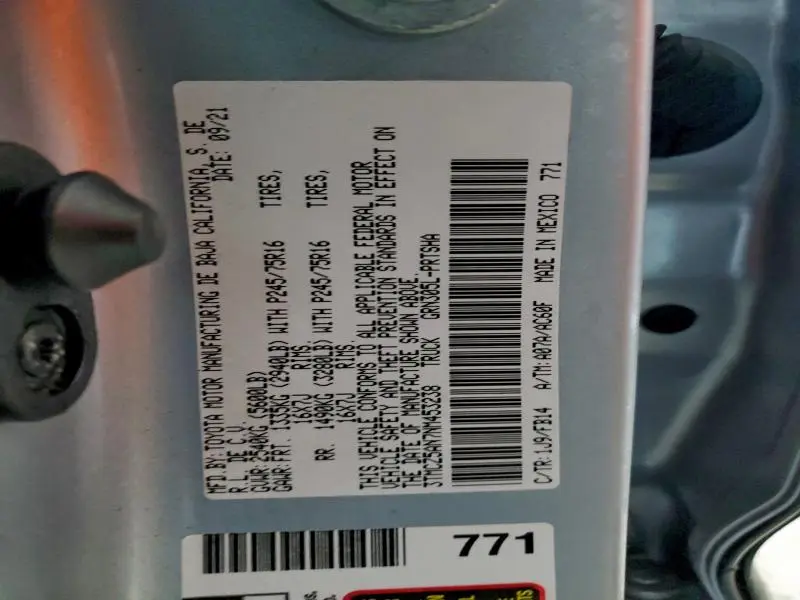 MFD BY: TOYOTA MOTOR MANUFACTURING DE BAJA CALIFORNIA, S. DE
R.L. DE C.V. DATE: 09/21
GVWR: 2540KG (5600LB)
GAWR: FRT. 1335KG (2940LB) WITH P245/75R16 TIRES,
16X7J RIMS,
RR. 1490KG (3280LB) WITH P245/75R16 TIRES,
16X7J RIMS.
THIS VEHICLE CONFORMS TO ALL APPLICABLE FEDERAL MOTOR
VEHICLE SAFETY AND THEFT PREVENTION STANDARDS IN EFFECT ON
THE DATE OF MANUFACTURE SHOWN ABOVE.
3TMCZ5AN7NM453238 TRUCK GRN305L-PRTSHA
C/TR: 1J9/FB14 A/TM: A07A/AC60F MADE IN MEXICO 771
771